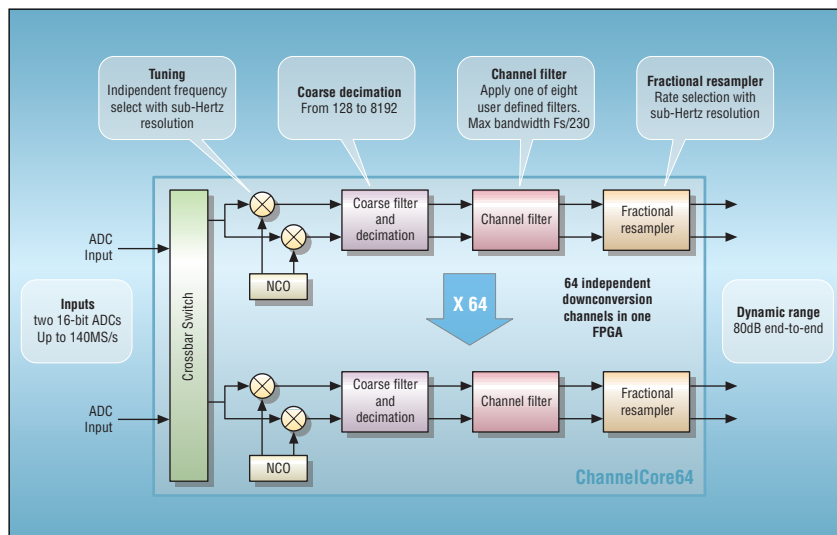 Tuning
Indipendent frequency
select with sub-Hertz
resolution
Coarse decimation
From 128 to 8192
Channel filter
Apply one of eight
user defined filters.
Max bandwidth Fs/230
Fractional resampler
Rate selection with
sub-Hertz resolution
ADC
Input
Crossbar Switch
NCO
Coarse filter
and
decimation
Channel filter
Fractional
resampler
Inputs
two 16-bit ADCs
Up to 140MS/s
X 64
64 independent
downconversion
channels in one
FPGA
Dynamic range
80dB end-to-end
ADC
Input
NCO
Coarse filter
and
decimation
Channel filter
Fractional
resampler
ChannelCore64